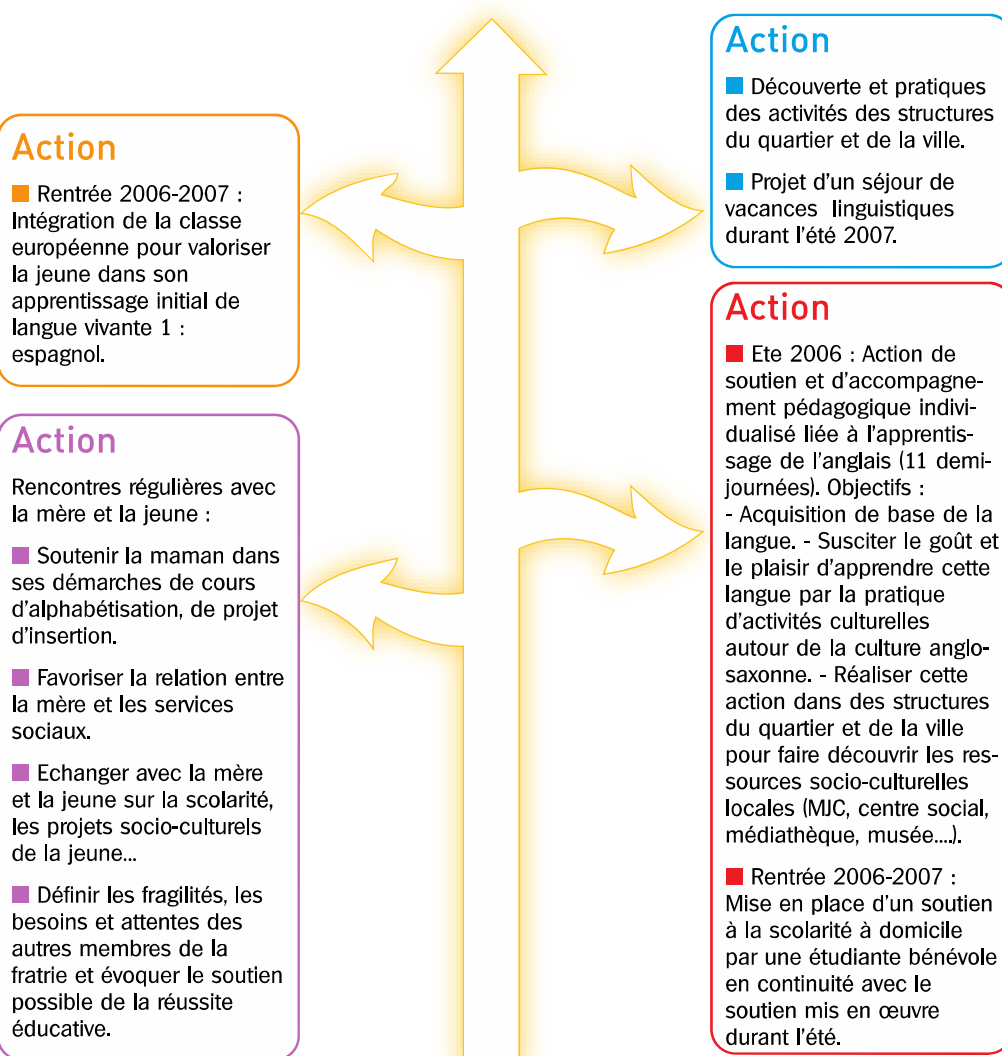 Action
■ Rentrée 2006-2007 :
Intégration de la classe
européenne pour valoriser
la jeune dans son
apprentissage initial de
langue vivante 1 :
espagnol.
Action
Rencontres régulières avec
la mère et la jeune :
■ Soutenir la maman dans
ses démarches de cours
d'alphabétisation, de projet
d'insertion.
■ Favoriser la relation entre
la mère et les services
sociaux.
■ Echanger avec la mère
et la jeune sur la scolarité,
les projets socio-culturels
de la jeune...
■ Définir les fragilités, les
besoins et attentes des
autres membres de la
fratrie et évoquer le soutien
possible de la réussite
éducative.
Action
■ Découverte et pratiques
des activités des structures
du quartier et de la ville.
■ Projet d'un séjour de
vacances linguistiques
durant l'été 2007.
Action
■ Ete 2006 : Action de
soutien et d'accompagne-
ment pédagogique indivi-
dualisé liée à l'apprentis-
sage de l'anglais (11 demi-
journées). Objectifs :
- Acquisition de base de la
langue. - Susciter le goût et
le plaisir d'apprendre cette
langue par la pratique
d'activités culturelles
autour de la culture anglo-
saxonne. - Réaliser cette
action dans des structures
du quartier et de la ville
pour faire découvrir les res-
sources socio-culturelles
locales (MJC, centre social,
médiathèque, musée....).
■ Rentrée 2006-2007 :
Mise en place d'un soutien
à la scolarité à domicile
par une étudiante bénévole
en continuité avec le
soutien mis en œuvre
durant l'été.